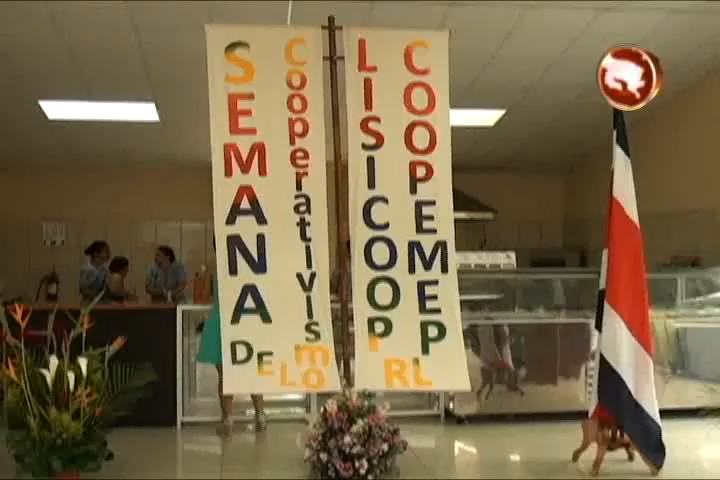 SEMANA
DEL
Cooperativismo
LISICOOP
COOPEMEP
RL